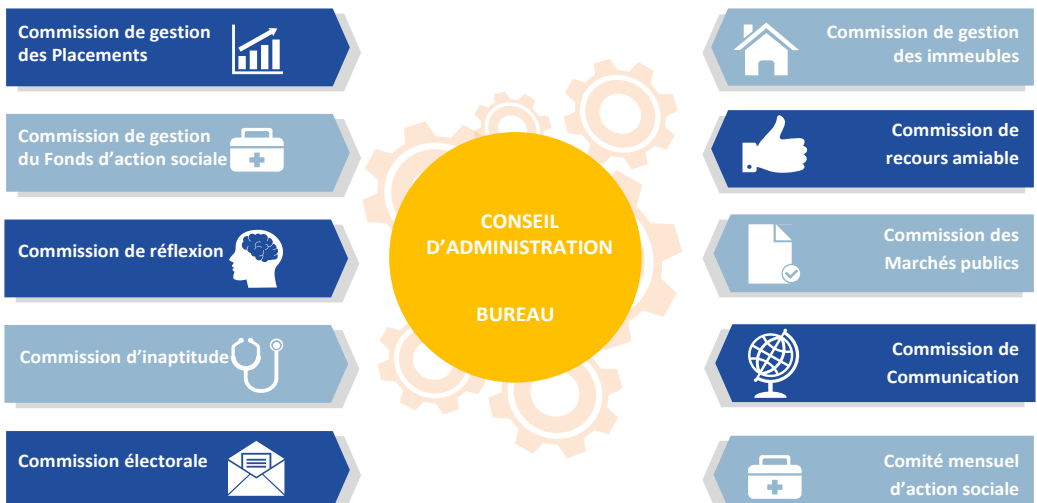 Commission de gestion
des Placements
Commission de gestion
du Fonds d’action sociale
Commission de réflexion
Commission d’inaptitude
Commission électorale
CONSEIL
D’ADMINISTRATION
BUREAU
Commission de gestion
des immeubles
Commission de
recours amiable
Commission des
Marchés publics
Commission de
Communication
Comité mensuel
d’action sociale